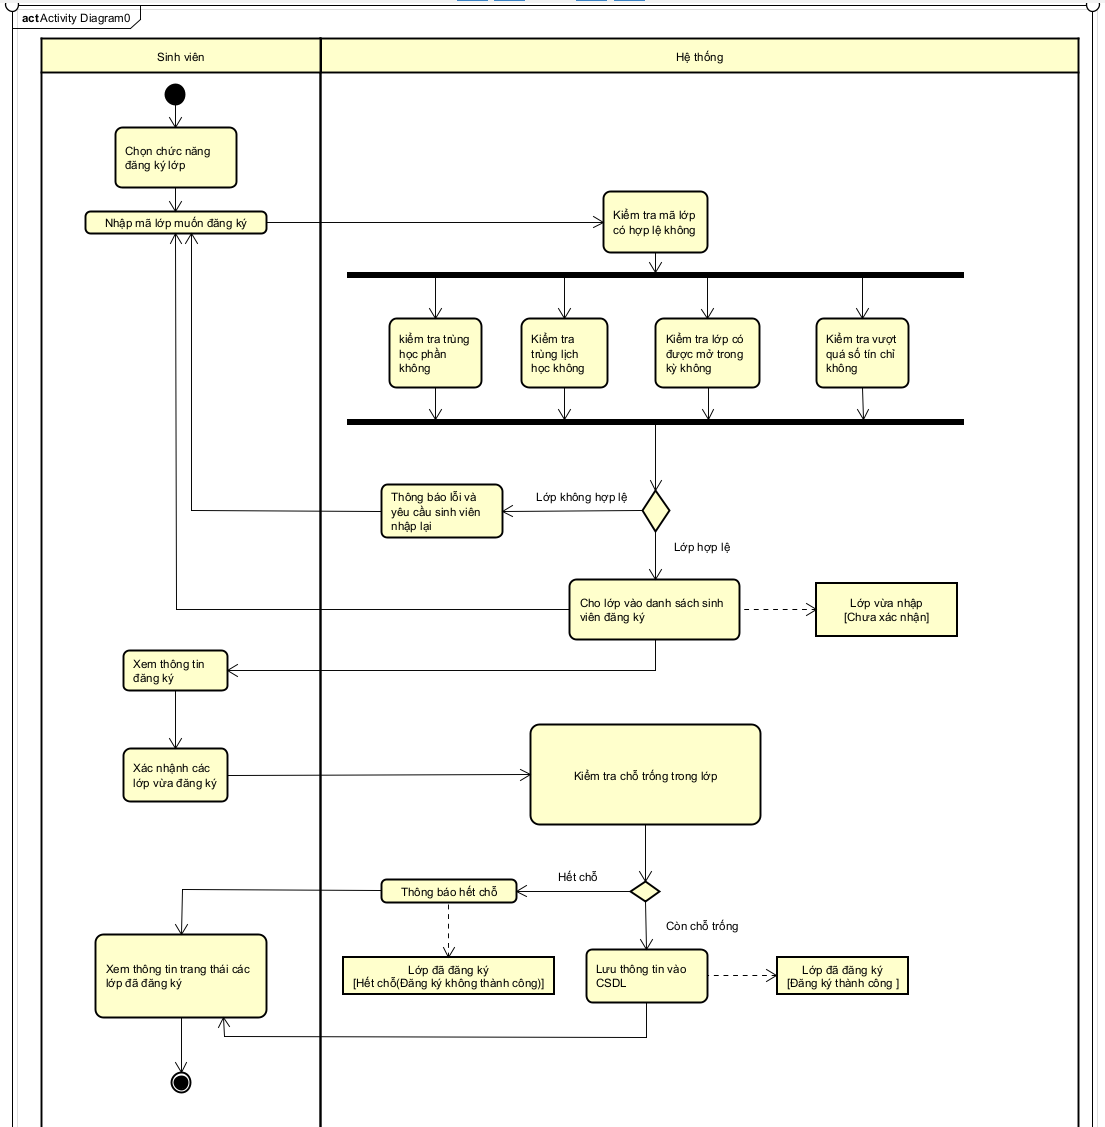 act Activity Diagram0
Sinh viên
Hệ thống
Chọn chức năng
đăng ký lớp
Nhập mã lớp muốn đăng ký
Kiểm tra mã lớp
có hợp lệ không
kiểm tra trùng
học phần
không
Kiểm tra
trùng lịch
học không
Kiểm tra lớp có
được mở trong
kỳ không
Kiểm tra vượt
quá số tín chỉ
không
Thông báo lỗi và
yêu cầu sinh viên
nhập lại
Lớp không hợp lệ
Lớp hợp lệ
Cho lớp vào danh sách sinh
viên đăng ký
Lớp vừa nhập
[Chưa xác nhận]
Xem thông tin
đăng ký
Xác nhậnh các
lớp vừa đăng ký
Kiểm tra chỗ trống trong lớp
Hết chỗ
Thông báo hết chỗ
Còn chỗ trống
Xem thông tin trang thái các
lớp đã đăng ký
Lớp đã đăng ký
[Hết chỗ(Đăng ký không thành công)]
Lưu thông tin vào
CSDL
Lớp đã đăng ký
[Đăng ký thành công ]